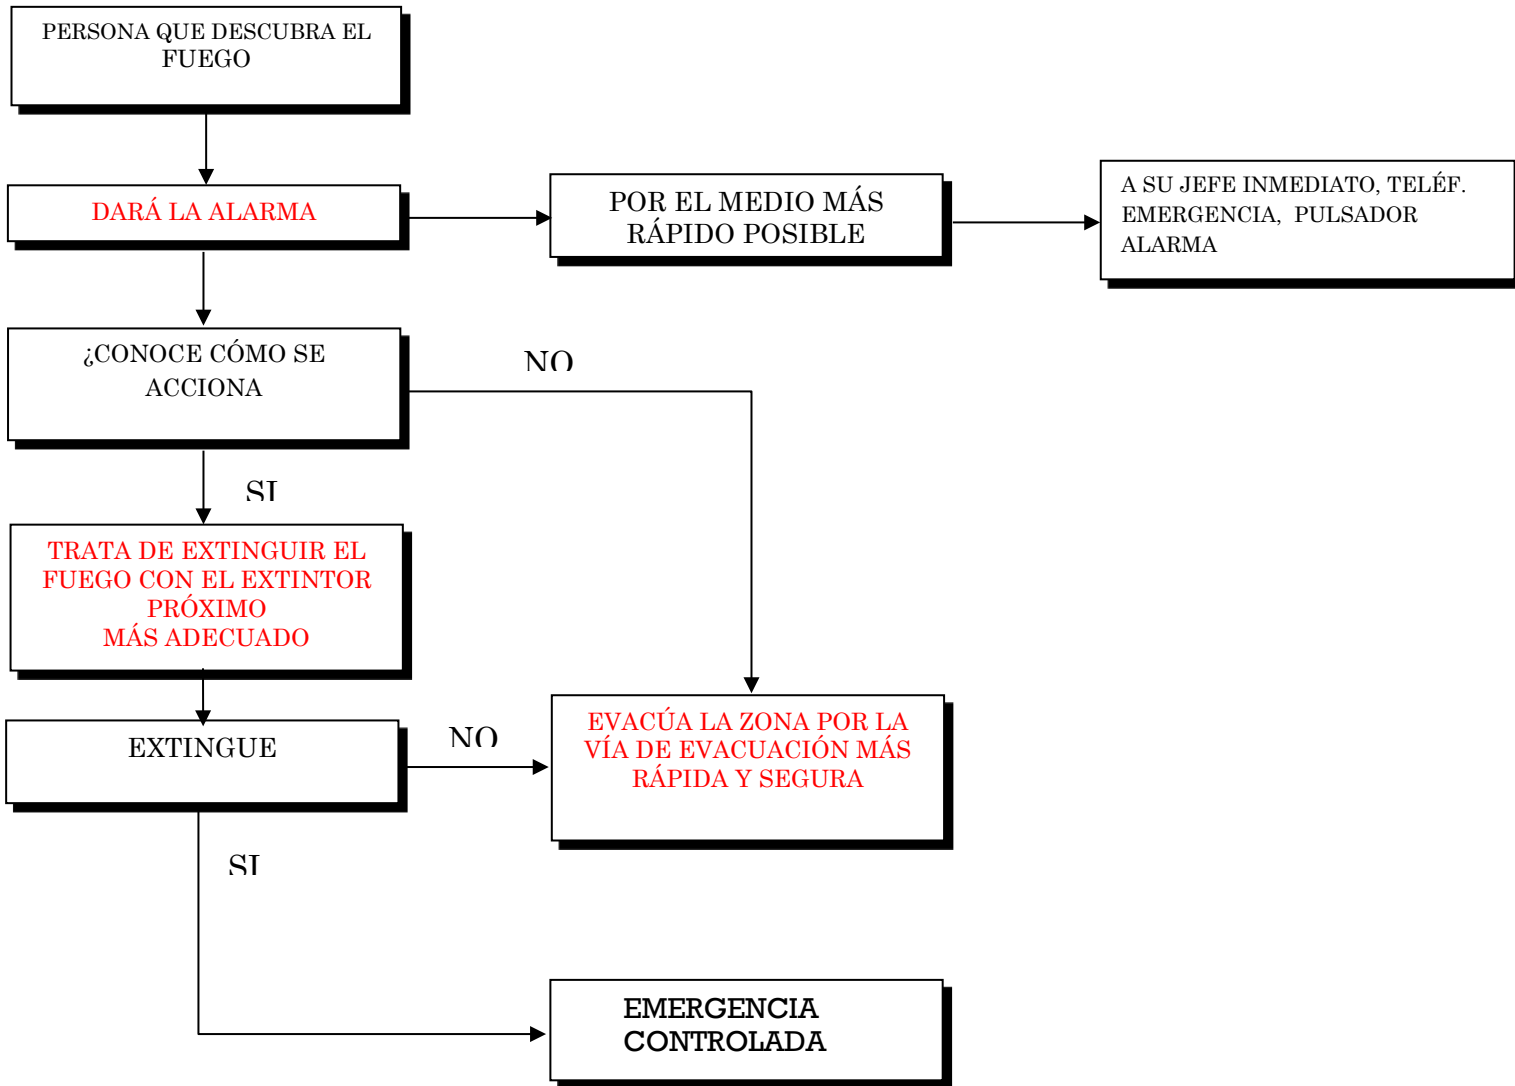 PERSONA QUE DESCUBRA EL
FUEGO
DARÁ LA ALARMA
POR EL MEDIO MÁS
RÁPIDO POSIBLE
A SU JEFE INMEDIATO, TELÉF.
EMERGENCIA, PULSADOR
ALARMA
¿CONOCE CÓMO SE
ACCIONA
NO
SI
TRATA DE EXTINGUIR EL
FUEGO CON EL EXTINTOR
PRÓXIMO
MÁS ADECUADO
EXTINGUE
NO
EVACÚA LA ZONA POR LA
VÍA DE EVACUACIÓN MÁS
RÁPIDA Y SEGURA
SI
EMERGENCIA
CONTROLADA